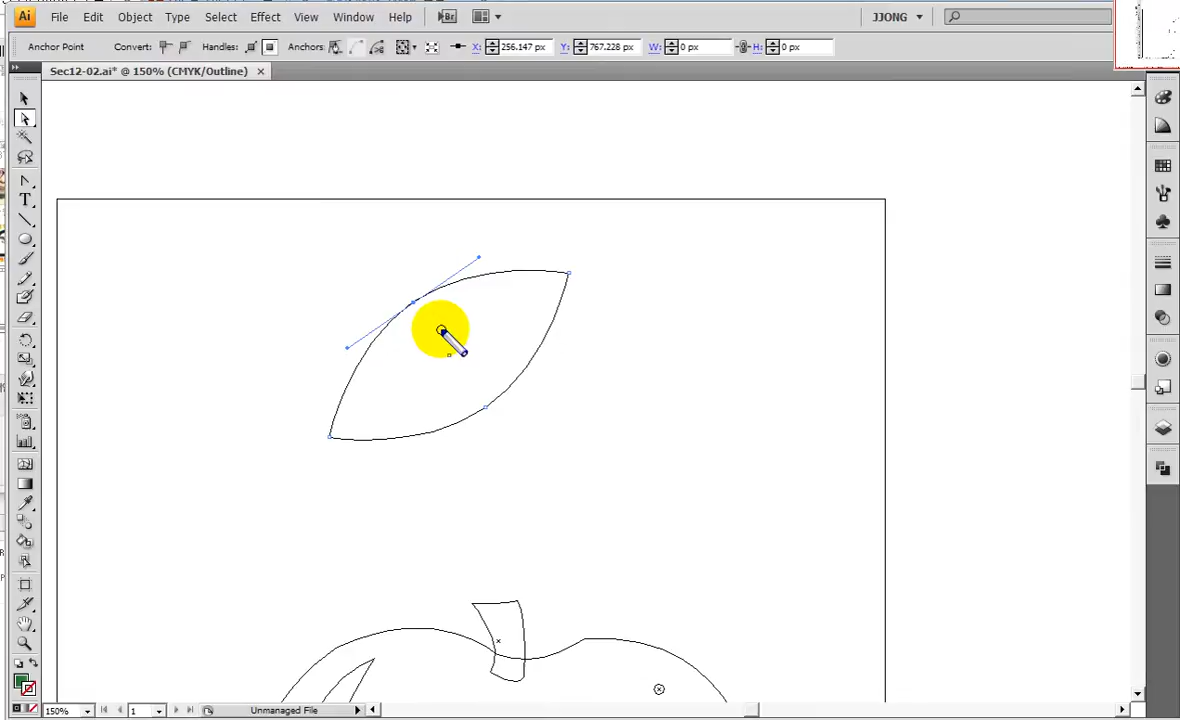 Ai File Edit Object Type Select Effect View Window Help Br JJONG
Anchor Point Convert: Handles: Anchors: X: 256.147 px Y: 767.228 px W: 0 px H: 0 px
Sec12-02.ai* @ 150% (CMYK/Outline)
T
150% 1 Unmanaged File